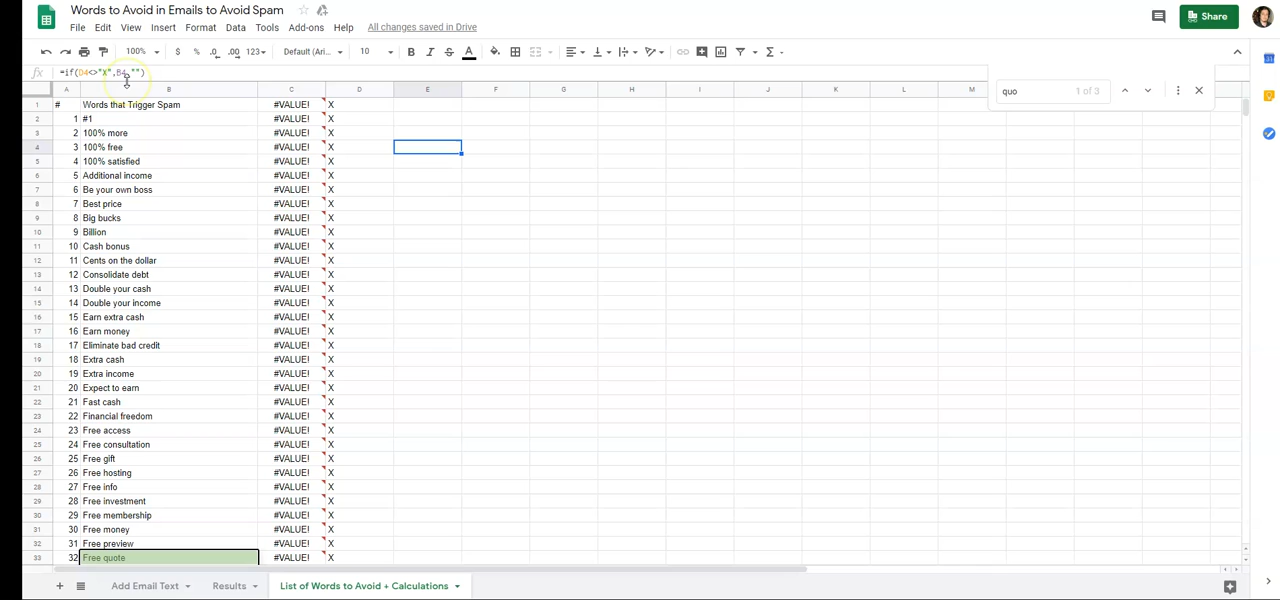 Words to Avoid in Emails to Avoid Spam
File Edit View Insert Format Data Tools Add-ons Help All changes saved in Drive
Share
100% $ % .0 .00 123 Default (Ari... 10 B I S A Σ
fx =if(D4<>"X",B4,"")
quo 1 of 3
A B C D E F G H I J K L M
1 # Words that Trigger Spam #VALUE! X
2 1 #1 #VALUE! X
3 2 100% more #VALUE! X
4 3 100% free #VALUE! X
5 4 100% satisfied #VALUE! X
6 5 Additional income #VALUE! X
7 6 Be your own boss #VALUE! X
8 7 Best price #VALUE! X
9 8 Big bucks #VALUE! X
10 9 Billion #VALUE! X
11 10 Cash bonus #VALUE! X
12 11 Cents on the dollar #VALUE! X
13 12 Consolidate debt #VALUE! X
14 13 Double your cash #VALUE! X
15 14 Double your income #VALUE! X
16 15 Earn extra cash #VALUE! X
17 16 Earn money #VALUE! X
18 17 Eliminate bad credit #VALUE! X
19 18 Extra cash #VALUE! X
20 19 Extra income #VALUE! X
21 20 Expect to earn #VALUE! X
22 21 Fast cash #VALUE! X
23 22 Financial freedom #VALUE! X
24 23 Free access #VALUE! X
25 24 Free consultation #VALUE! X
26 25 Free gift #VALUE! X
27 26 Free hosting #VALUE! X
28 27 Free info #VALUE! X
29 28 Free investment #VALUE! X
30 29 Free membership #VALUE! X
31 30 Free money #VALUE! X
32 31 Free preview #VALUE! X
33 32 Free quote #VALUE! X
Add Email Text Results List of Words to Avoid + Calculations